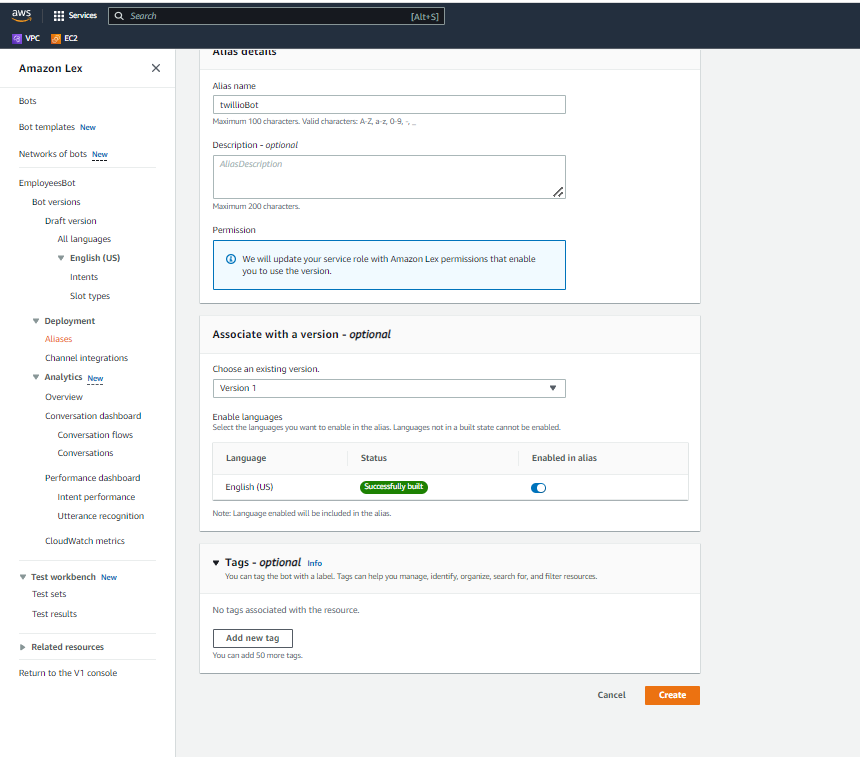 aws
Services
Search
[Alt+S]
VPC
EC2
Amazon Lex
Bots
Bot templates New
Networks of bots New
EmployeesBot
Bot versions
Draft version
All languages
English (US)
Intents
Slot types
Deployment
Aliases
Channel integrations
Analytics New
Overview
Conversation dashboard
Conversation flows
Conversations
Performance dashboard
Intent performance
Utterance recognition
CloudWatch metrics
Test workbench New
Test sets
Test results
Related resources
Return to the V1 console
Alias details
Alias name
twillioBot
Maximum 100 characters. Valid characters: A-Z, a-z, 0-9, -, _
Description - optional
AliasDescription
Maximum 200 characters.
Permission
We will update your service role with Amazon Lex permissions that enable
you to use the version.
Associate with a version - optional
Choose an existing version.
Version 1
Enable languages
Select the languages you want to enable in the alias. Languages not in a built state cannot be enabled.
Language Status Enabled in alias
English (US) Successfully built
Note: Language enabled will be included in the alias.
Tags - optional Info
You can tag the bot with a label. Tags can help you manage, identify, organize, search for, and filter resources.
No tags associated with the resource.
Add new tag
You can add 50 more tags.
Cancel Create